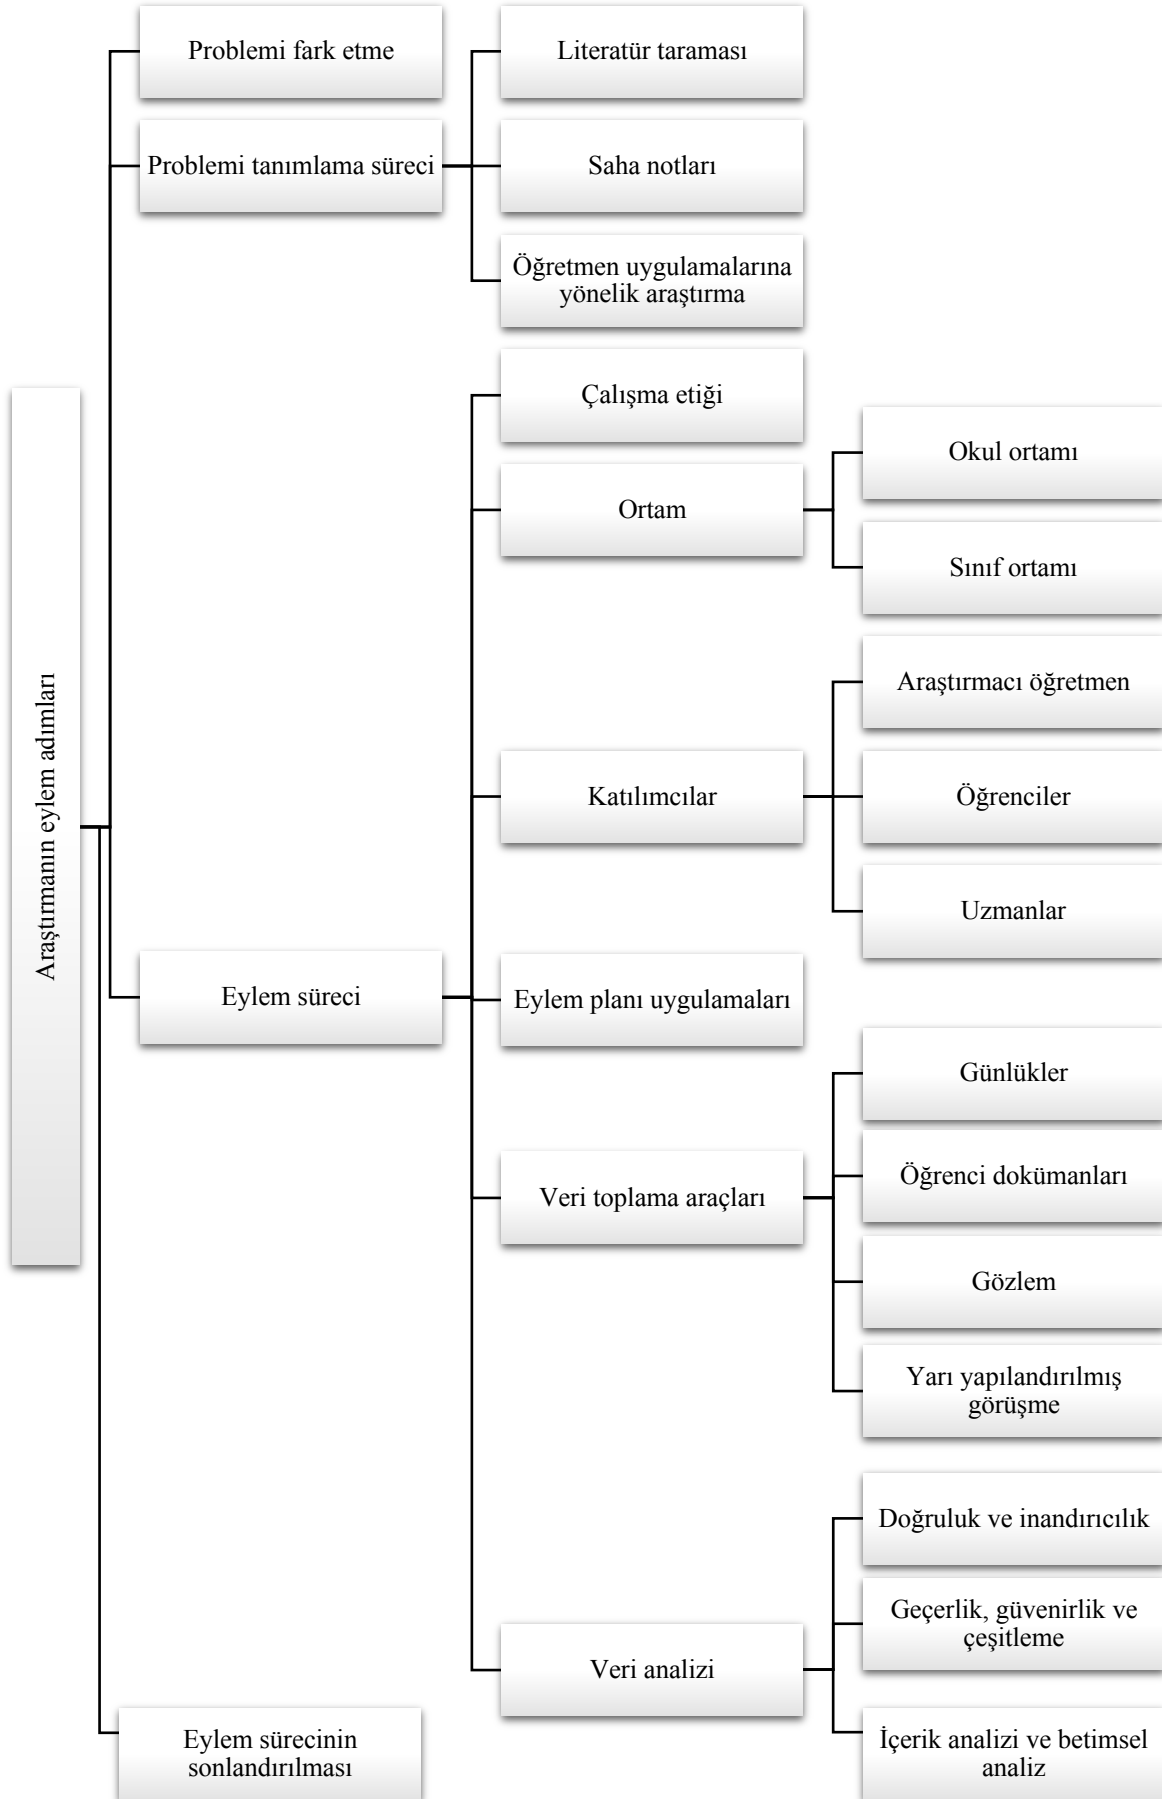 Araştırmanın eylem adımları
Problemi fark etme
Problemi tanımlama süreci
Literatür taraması
Saha notları
Öğretmen uygulamalarına
yönelik araştırma
Eylem süreci
Çalışma etiği
Ortam
Okul ortamı
Sınıf ortamı
Katılımcılar
Araştırmacı öğretmen
Öğrenciler
Uzmanlar
Eylem planı uygulamaları
Veri toplama araçları
Günlükler
Öğrenci dokümanları
Gözlem
Yarı yapılandırılmış
görüşme
Veri analizi
Doğruluk ve inandırıcılık
Geçerlik, güvenirlik ve
çeşitleme
İçerik analizi ve betimsel
analiz
Eylem sürecinin
sonlandırılması